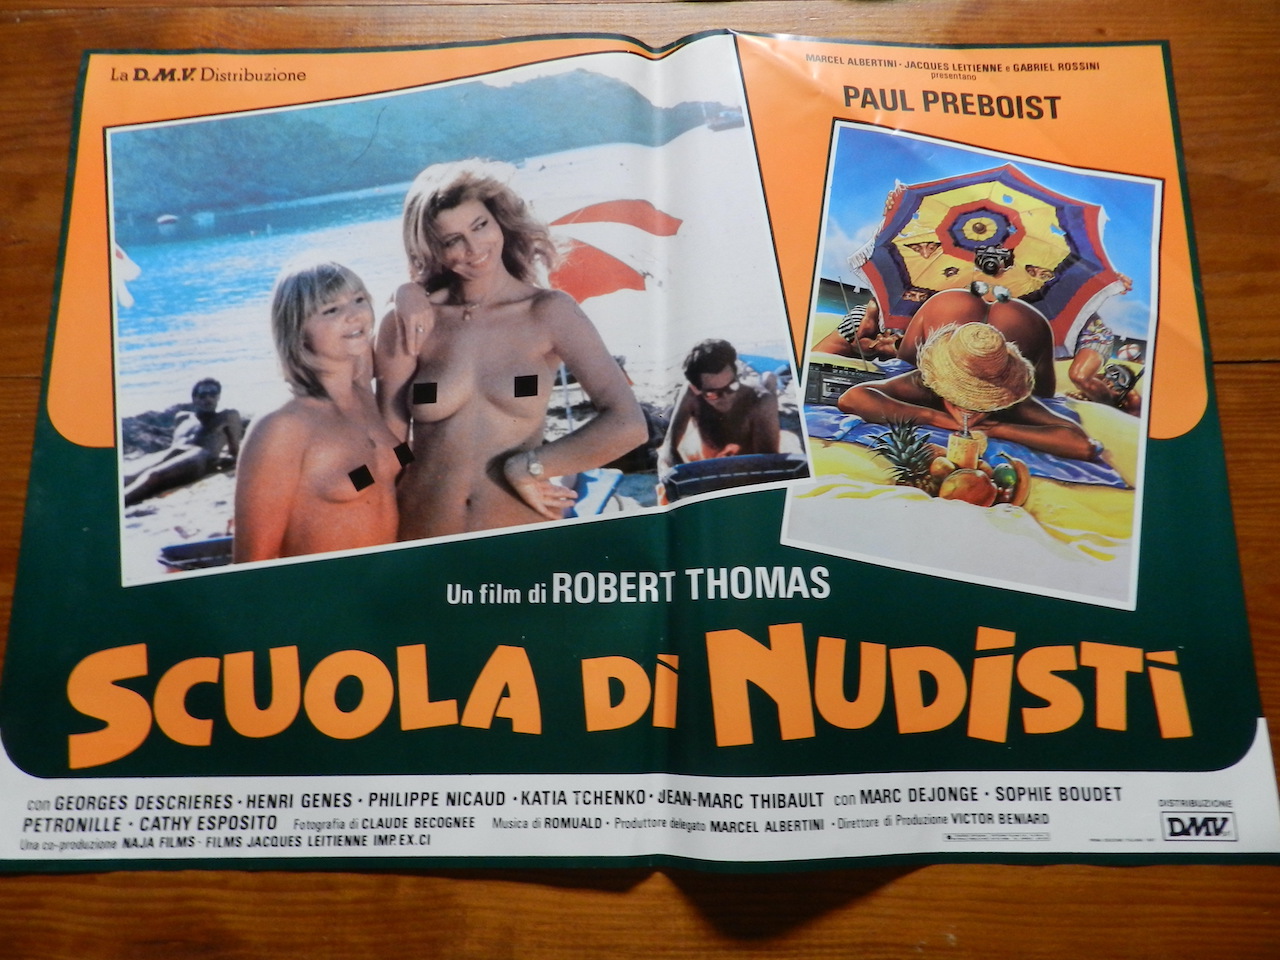 La D.M.V. Distribuzione
MARCEL ALBERTINI · JACQUES LEITIENNE e GABRIEL ROSSINI
presentano
PAUL PREBOIST
Un film di ROBERT THOMAS
SCUOLA DI NUDISTI
con GEORGES DESCRIERES · HENRI GENES · PHILIPPE NICAUD · KATIA TCHENKO · JEAN-MARC THIBAULT con MARC DEJONGE · SOPHIE BOUDET
PETRONILLE · CATHY ESPOSITO Fotografia di CLAUDE BECOGNEE Musica di ROMUALD · Produttore delegato MARCEL ALBERTINI · Direttore di Produzione VICTOR BENIARD
Una co-produzione NAJA FILMS - FILMS JACQUES LEITIENNE IMP.EX.CI
DISTRIBUZIONE
DMV